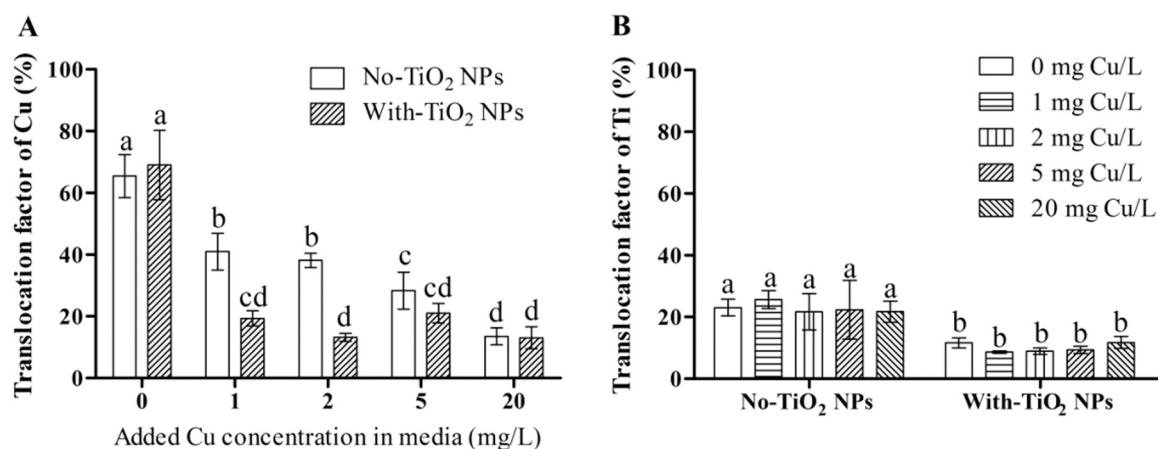 A
Translocation factor of Cu (%)
100
80
60
40
20
0
No-TiO₂ NPs
With-TiO₂ NPs
a
a
b
cd
b
d
c
cd
d
d
0
1
2
5
20
Added Cu concentration in media (mg/L)
B
Translocation factor of Ti (%)
100
80
60
40
20
0
0 mg Cu/L
1 mg Cu/L
2 mg Cu/L
5 mg Cu/L
20 mg Cu/L
a
a
a
a
a
b
b
b
b
b
No-TiO₂ NPs
With-TiO₂ NPs